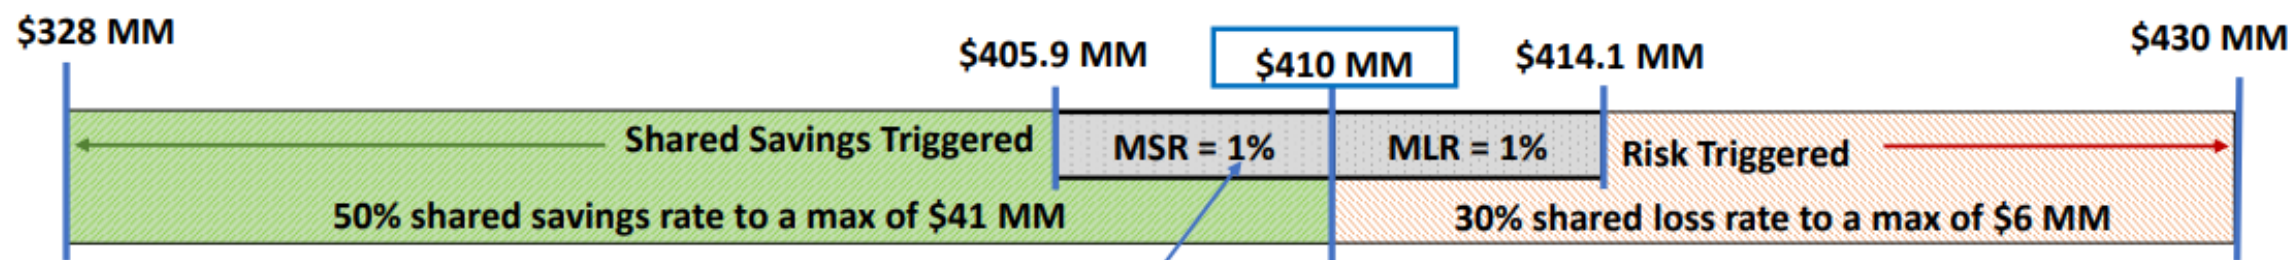 $328 MM
$405.9 MM
$410 MM
$414.1 MM
$430 MM
Shared Savings Triggered
MSR = 1%
MLR = 1%
Risk Triggered
50% shared savings rate to a max of $41 MM
30% shared loss rate to a max of $6 MM